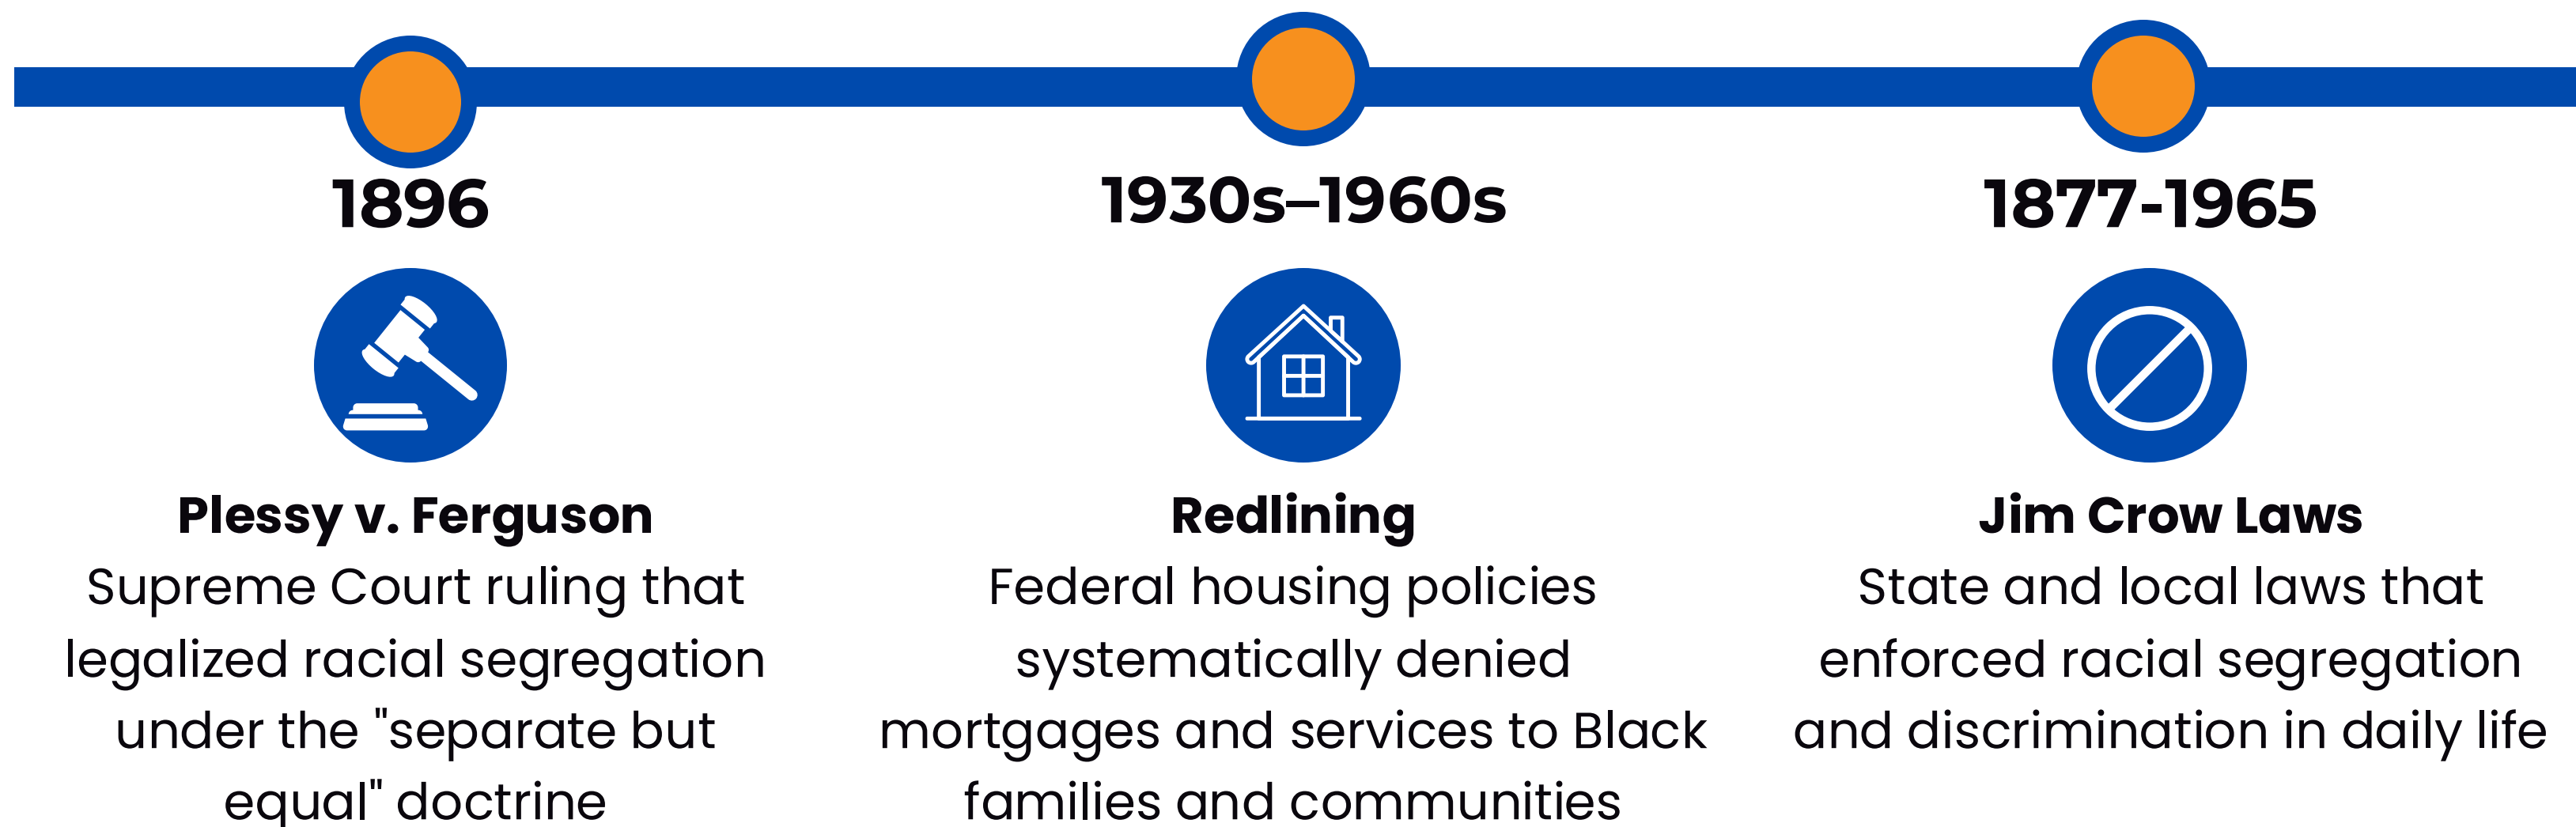 1896
Plessy v. Ferguson
Supreme Court ruling that
legalized racial segregation
under the "separate but
equal" doctrine
1930s–1960s
Redlining
Federal housing policies
systematically denied
mortgages and services to Black
families and communities
1877-1965
Jim Crow Laws
State and local laws that
enforced racial segregation
and discrimination in daily life